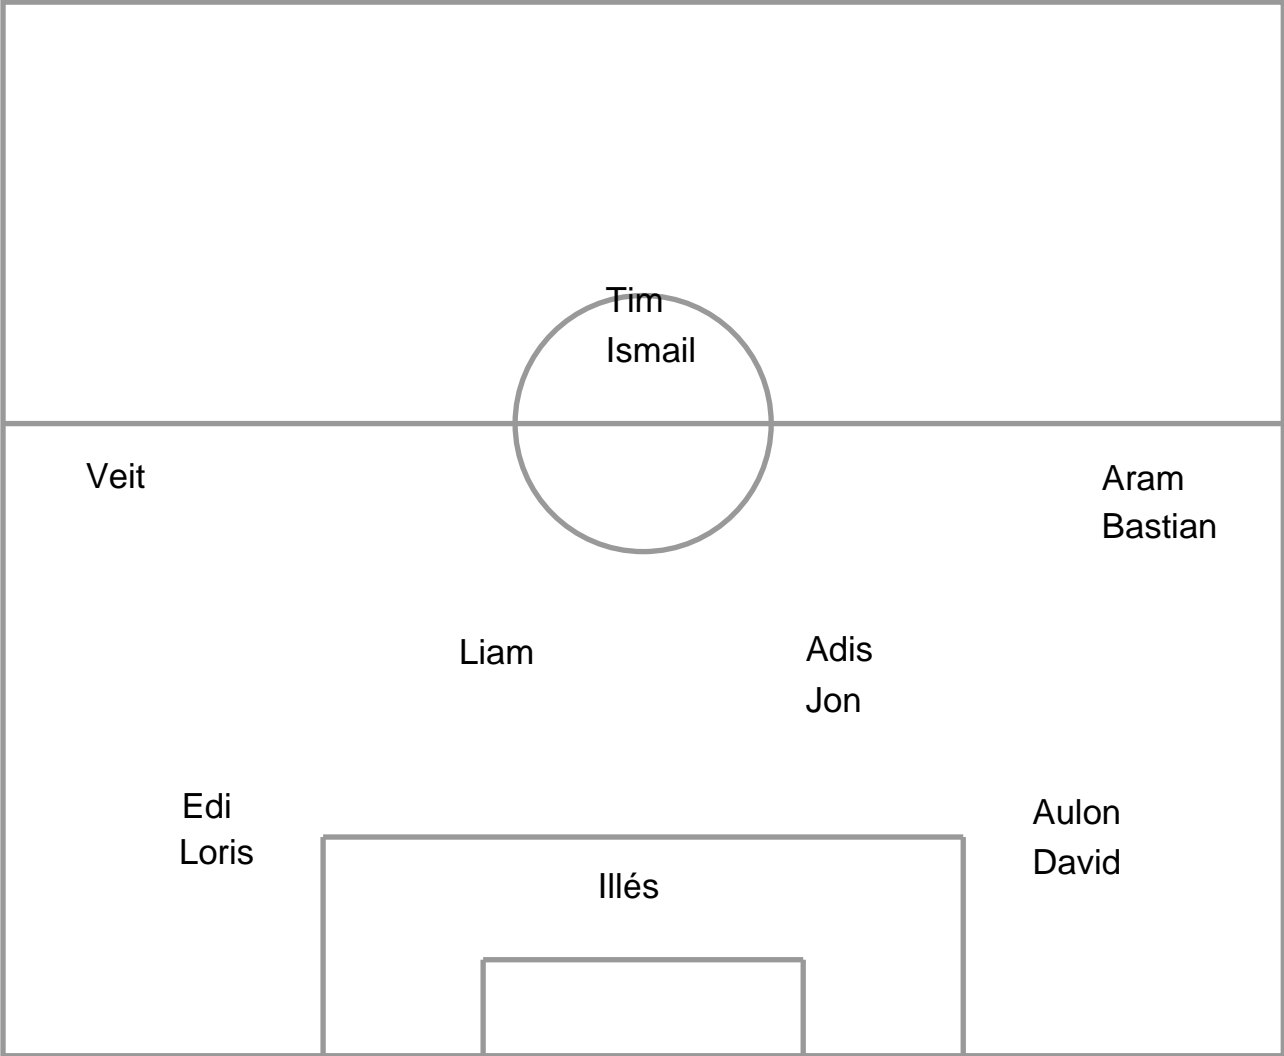 Tim
Ismail
Veit
Aram
Bastian
Liam
Adis
Jon
Edi
Loris
Aulon
David
Illés